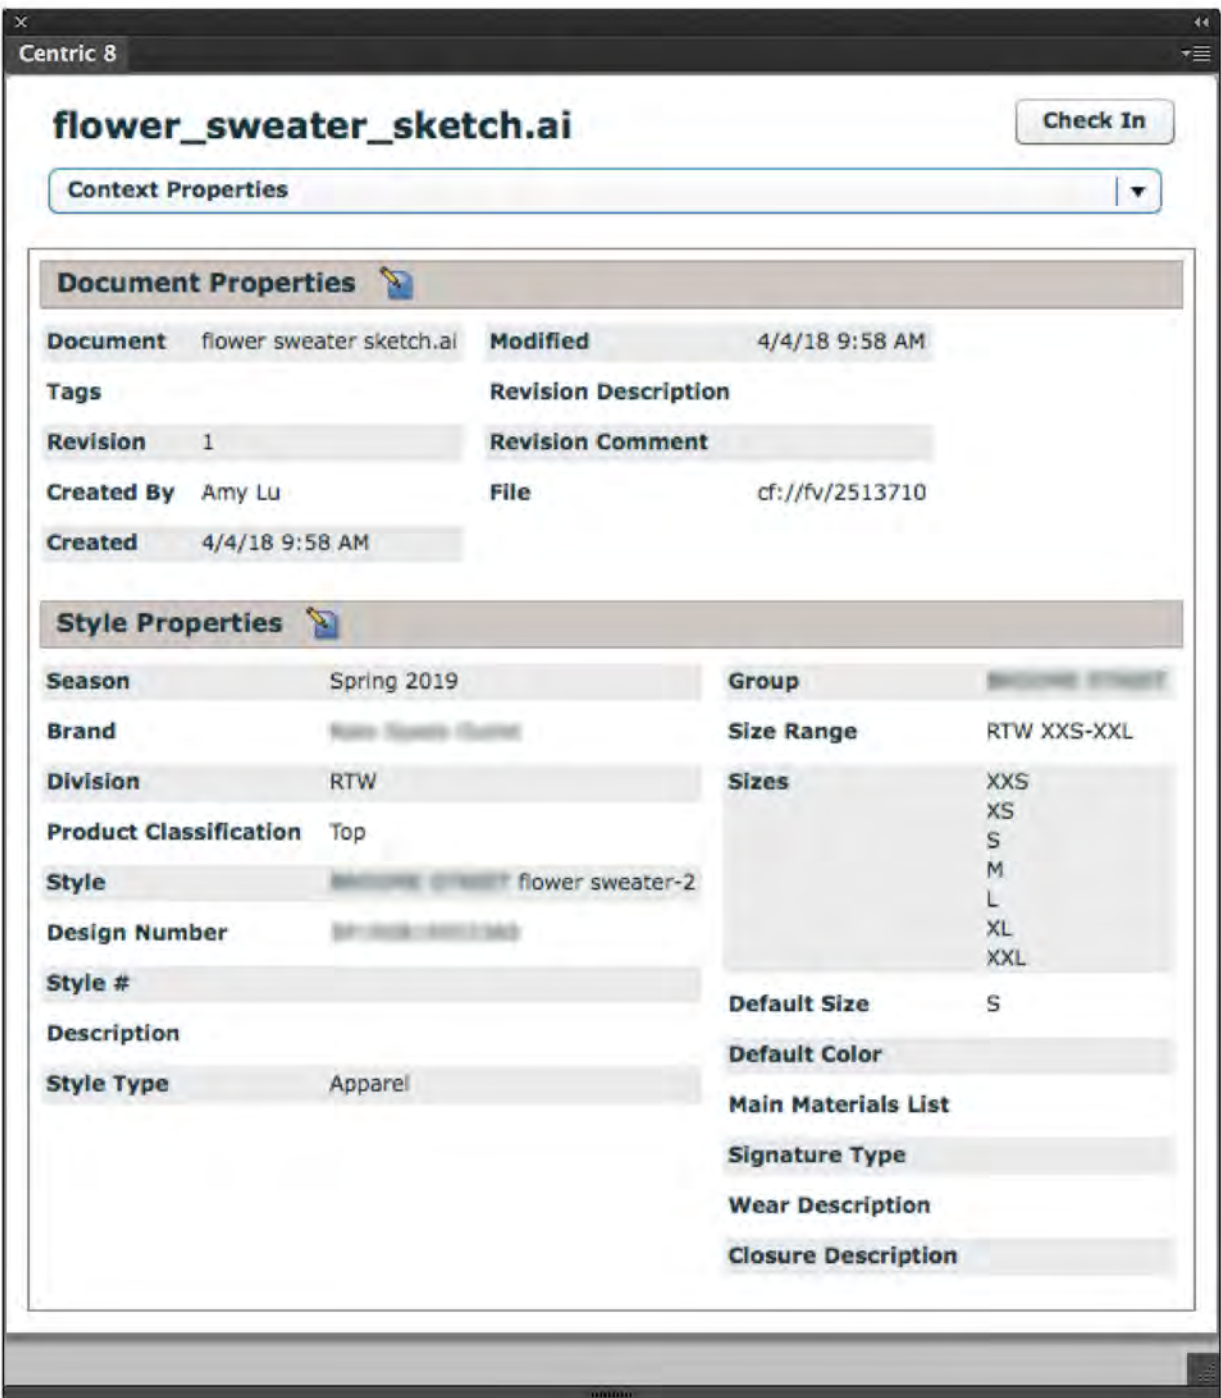 Centric 8
flower_sweater_sketch.ai
Check In
Context Properties
Document Properties
Document flower sweater sketch.ai Modified 4/4/18 9:58 AM
Tags Revision Description
Revision 1 Revision Comment
Created By Amy Lu File cf://fv/2513710
Created 4/4/18 9:58 AM
Style Properties
Season Spring 2019
Brand
Division RTW
Product Classification Top
Style flower sweater-2
Design Number
Style #
Description
Style Type Apparel
Group
Size Range RTW XXS-XXL
Sizes XXS
XS
S
M
L
XL
XXL
Default Size S
Default Color
Main Materials List
Signature Type
Wear Description
Closure Description